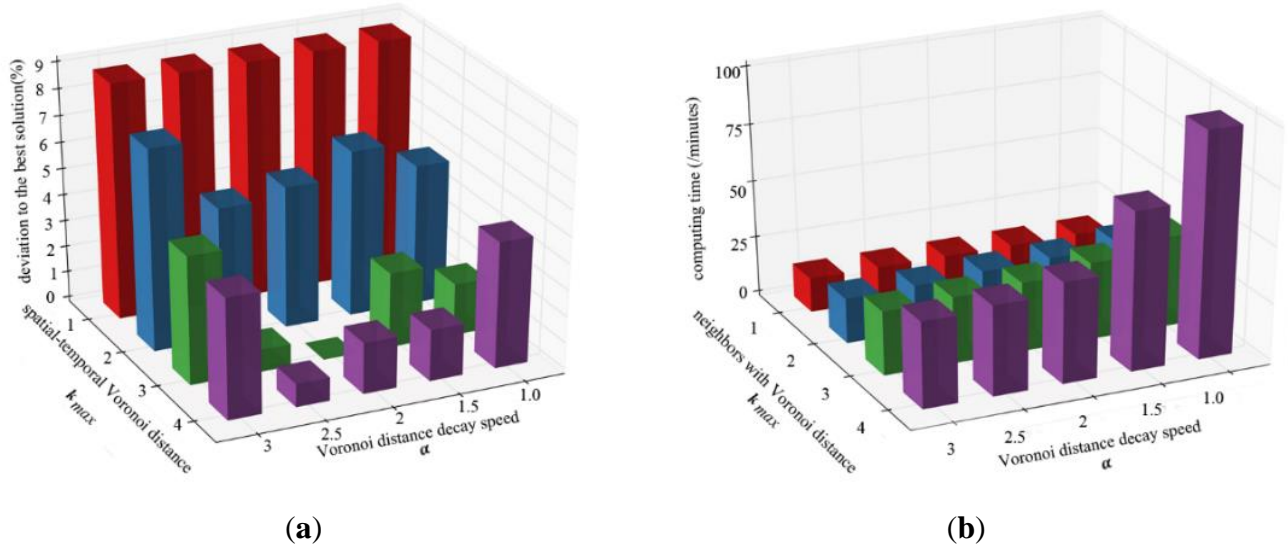 deviation to the best solution(%)
9
8
7
6
5
4
3
2
1
0
1
2
3
4
spatial-temporal Voronoi distance
k max
3
2.5
2
1.5
1.0
Voronoi distance decay speed
α
(a)
computing time (/minutes)
100
75
50
25
0
1
2
3
4
neighbors with Voronoi distance
k max
3
2.5
2
1.5
1.0
Voronoi distance decay speed
α
(b)